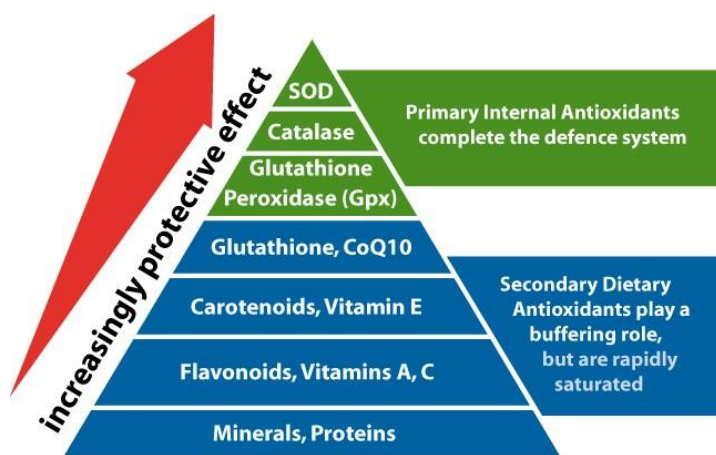 increasingly protective effect
SOD
Catalase
Glutathione
Peroxidase (Gpx)
Glutathione, CoQ10
Carotenoids, Vitamin E
Flavonoids, Vitamins A, C
Minerals, Proteins
Primary Internal Antioxidants
complete the defence system
Secondary Dietary
Antioxidants play a
buffering role,
but are rapidly
saturated